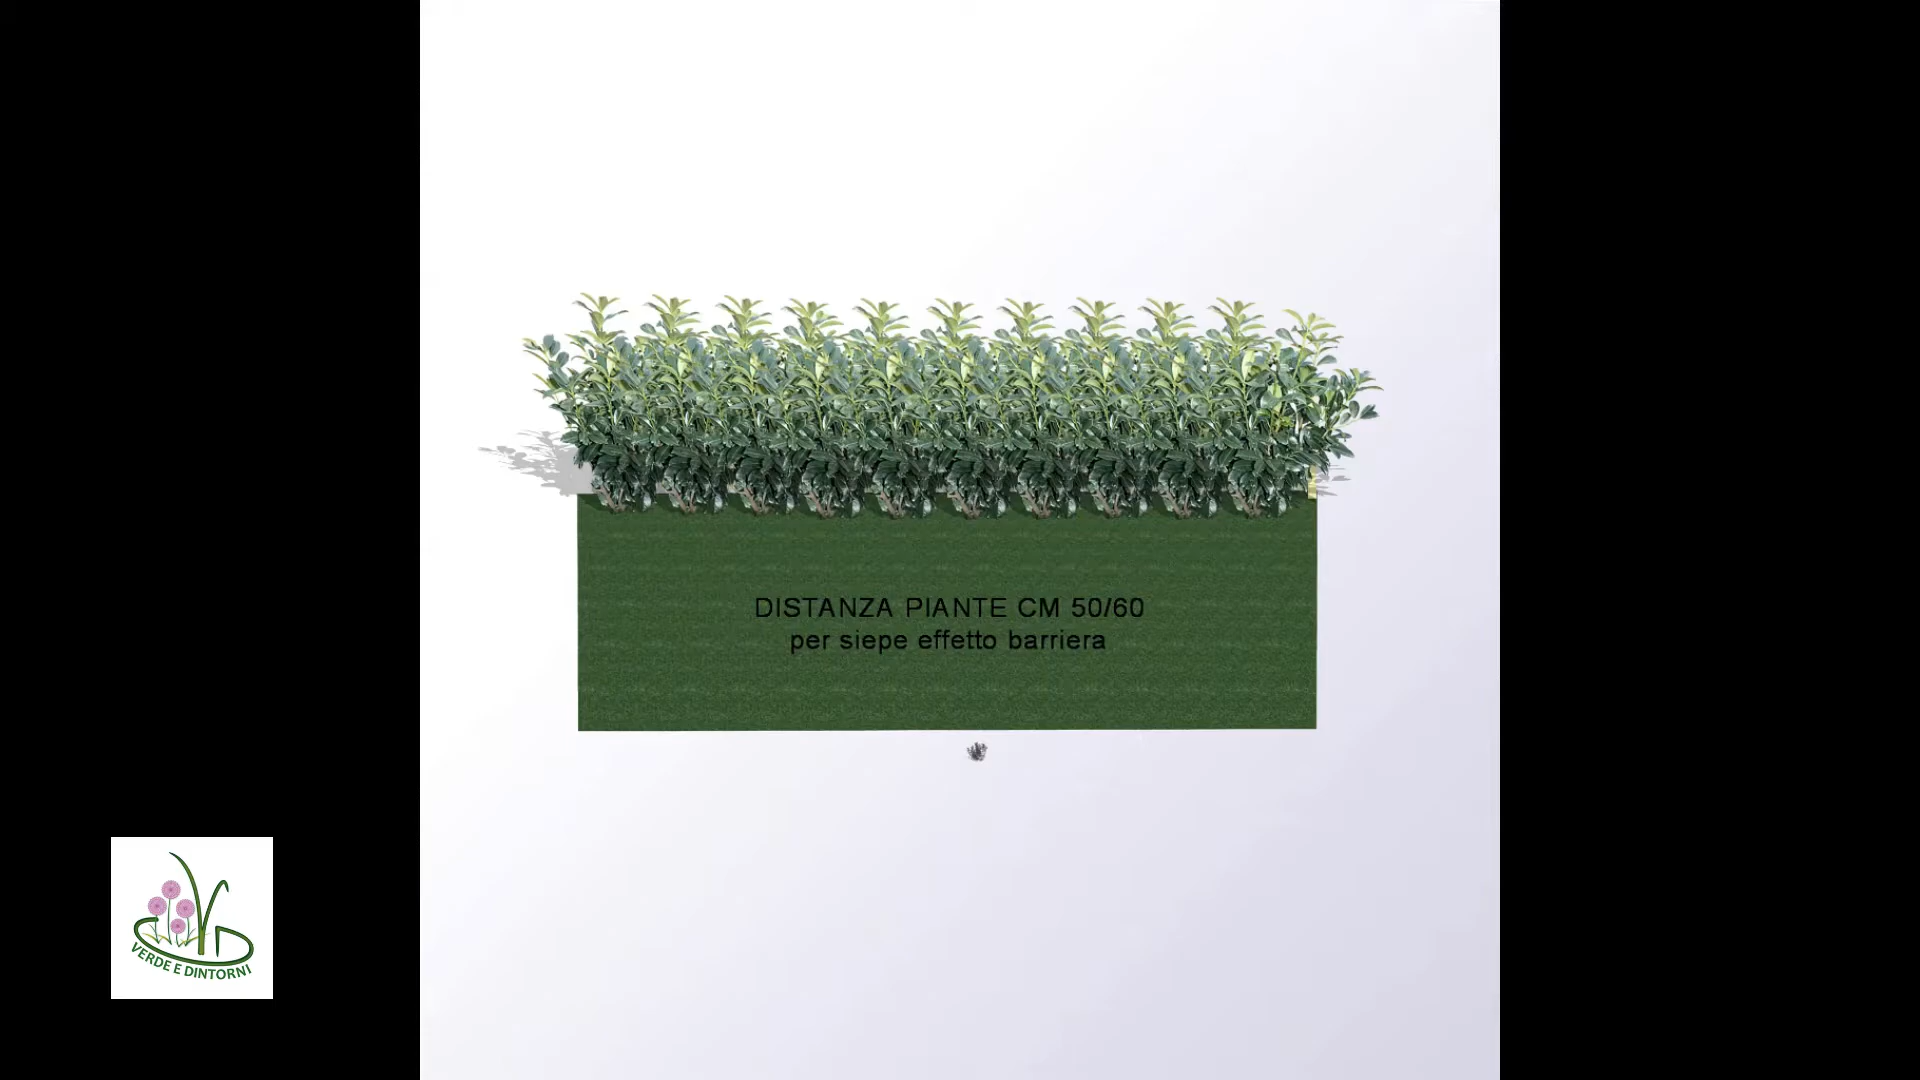 DISTANZA PIANTE CM 50/60
per siepe effetto barriera
VERDE E DINTORNI